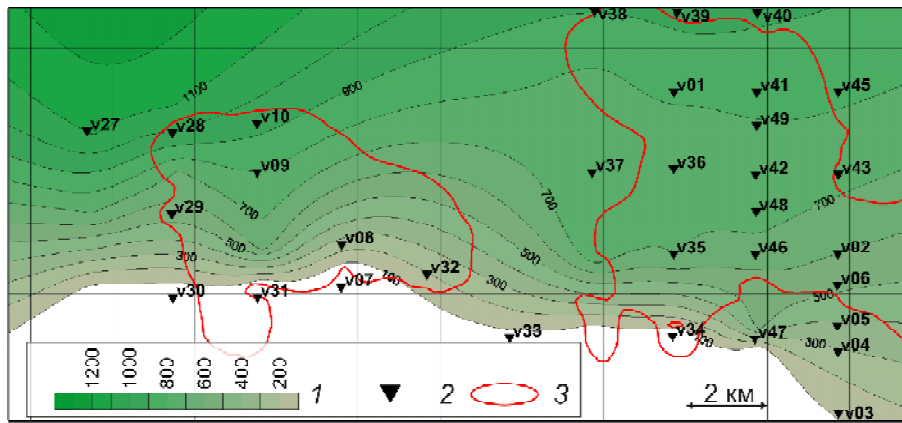 v38 v39 v40
1100 900 v01 v41 v45
v27 v28 v10 v49
v09 v37 v36 v42 v43
v29 700 700 v48 700
500 v08 v35 v46 v02
300 v32 500 v06
v30 v31 v07 300 500
v33 v34 v47 300 v05
v04
1200 1000 800 600 400 200 1 2 3 2 км
v03